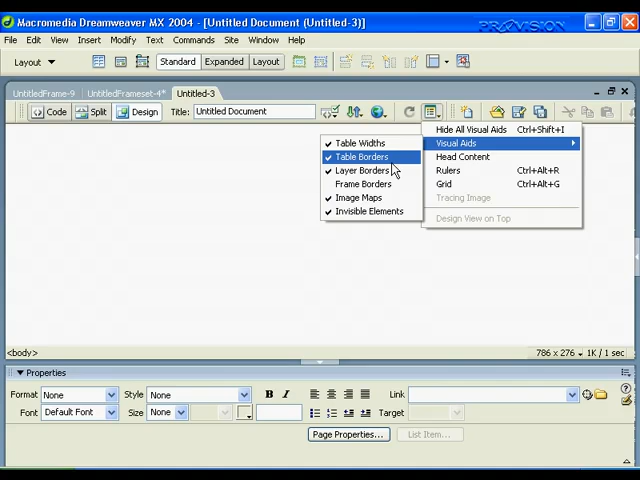 Macromedia Dreamweaver MX 2004 - [Untitled Document (Untitled-3)]
PROVISION
File Edit View Insert Modify Text Commands Site Window Help
Layout Standard Expanded Layout
UntitledFrame-9 UntitledFrameset-4* Untitled-3
Code Split Design Title: Untitled Document
Hide All Visual Aids Ctrl+Shift+I
Visual Aids
Head Content
Rulers Ctrl+Alt+R
Grid Ctrl+Alt+G
Tracing Image
Design View on Top
Table Widths
Table Borders
Layer Borders
Frame Borders
Image Maps
Invisible Elements
<body> 786 x 276 1K / 1 sec
Properties
Format None Style None B I Link
Font Default Font Size None Target
Page Properties... List Item...